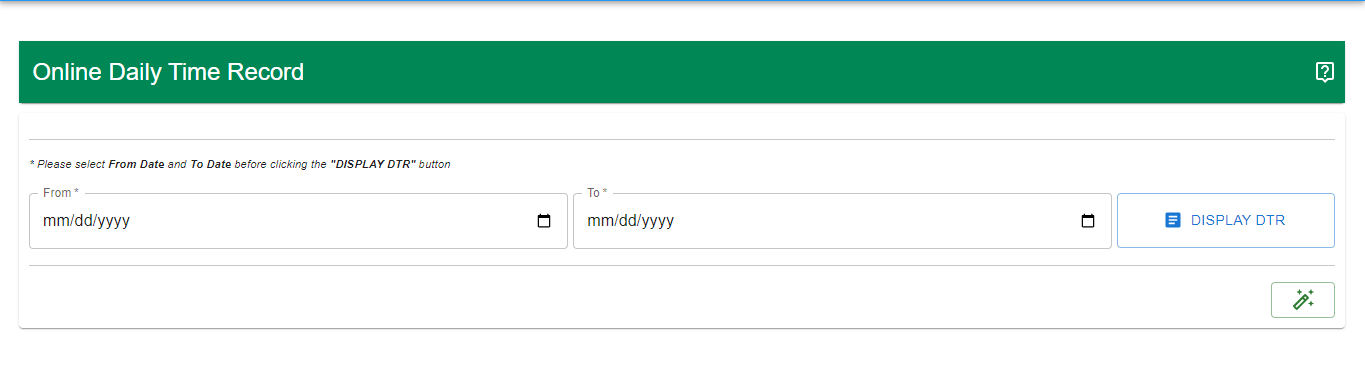 Online Daily Time Record
* Please select From Date and To Date before clicking the "DISPLAY DTR" button
From *
To *
mm/dd/yyyy
mm/dd/yyyy
DISPLAY DTR